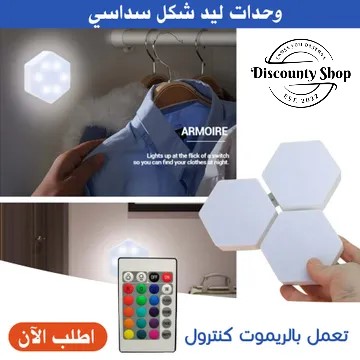 وحدات ليد شكل سداسي
Discounty Shop
EST. 2022
ARMOIRE
Lights up at the flick of a switch
so you can find your clothes at night.
تعمل بالريموت كنترول
اطلب الآن